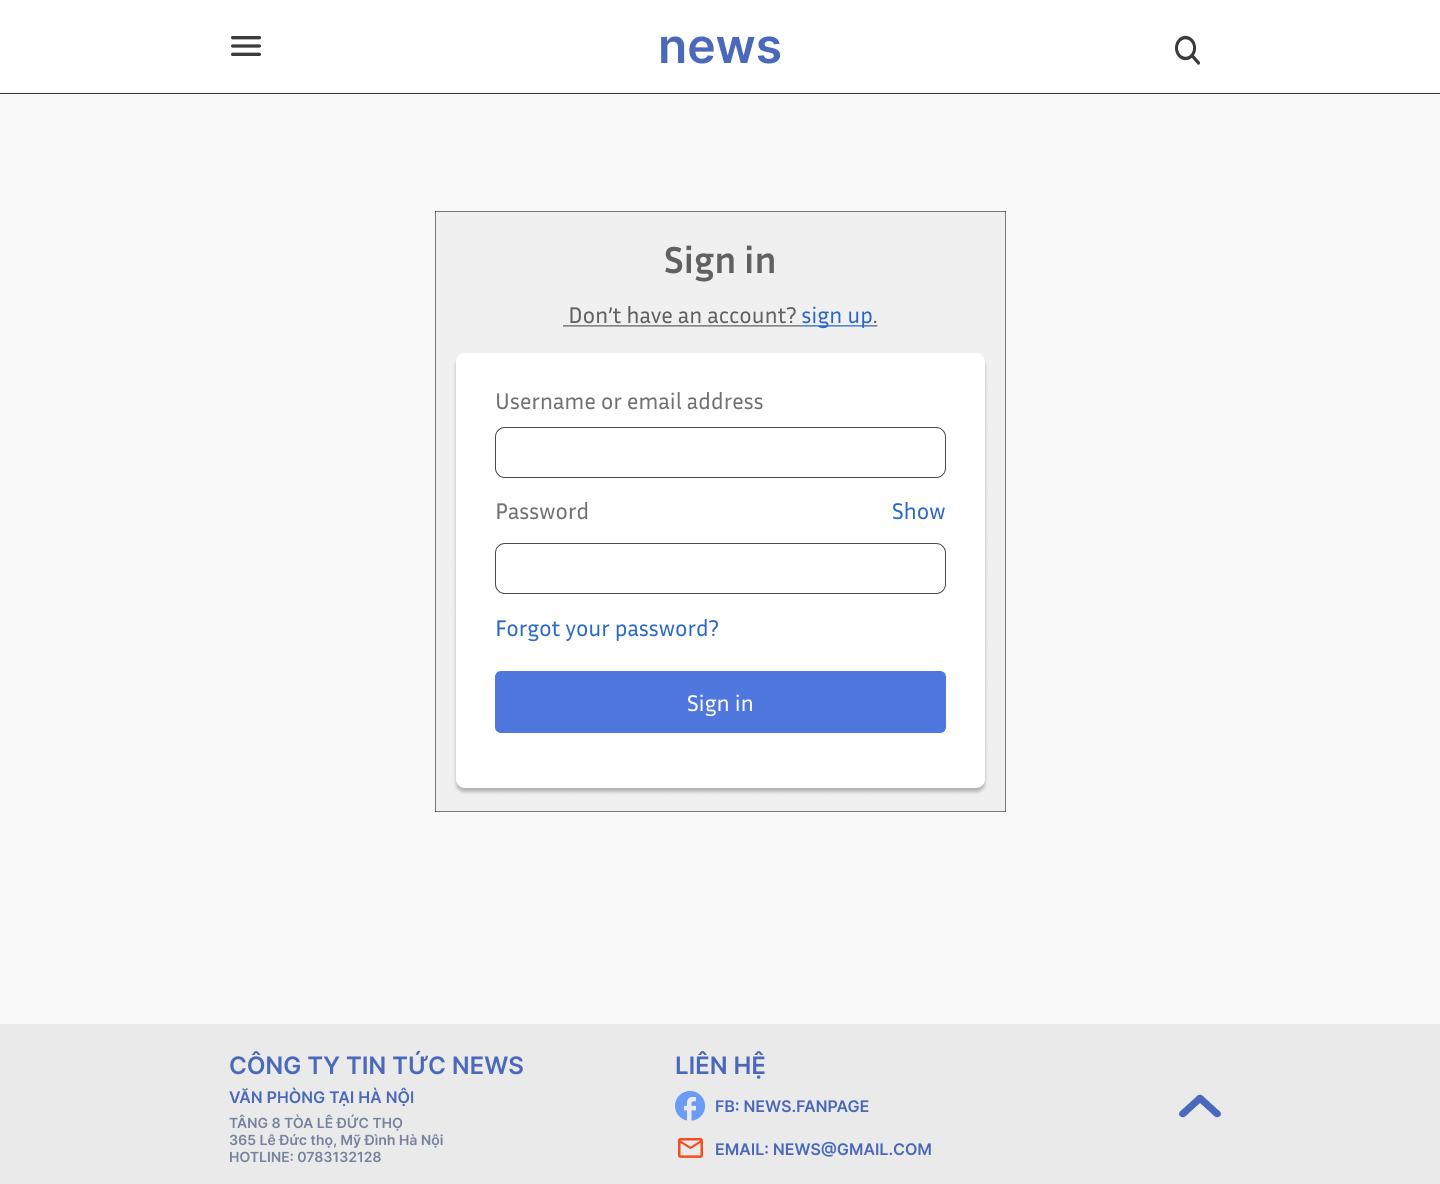 news
Sign in
Don't have an account? sign up.
Username or email address
Password Show
Forgot your password?
Sign in
CÔNG TY TIN TỨC NEWS
VĂN PHÒNG TẠI HÀ NỘI
TẦNG 8 TÒA LÊ ĐỨC THỌ
365 Lê Đức thọ, Mỹ Đình Hà Nội
HOTLINE: 0783132128
LIÊN HỆ
FB: NEWS.FANPAGE
EMAIL: NEWS@GMAIL.COM